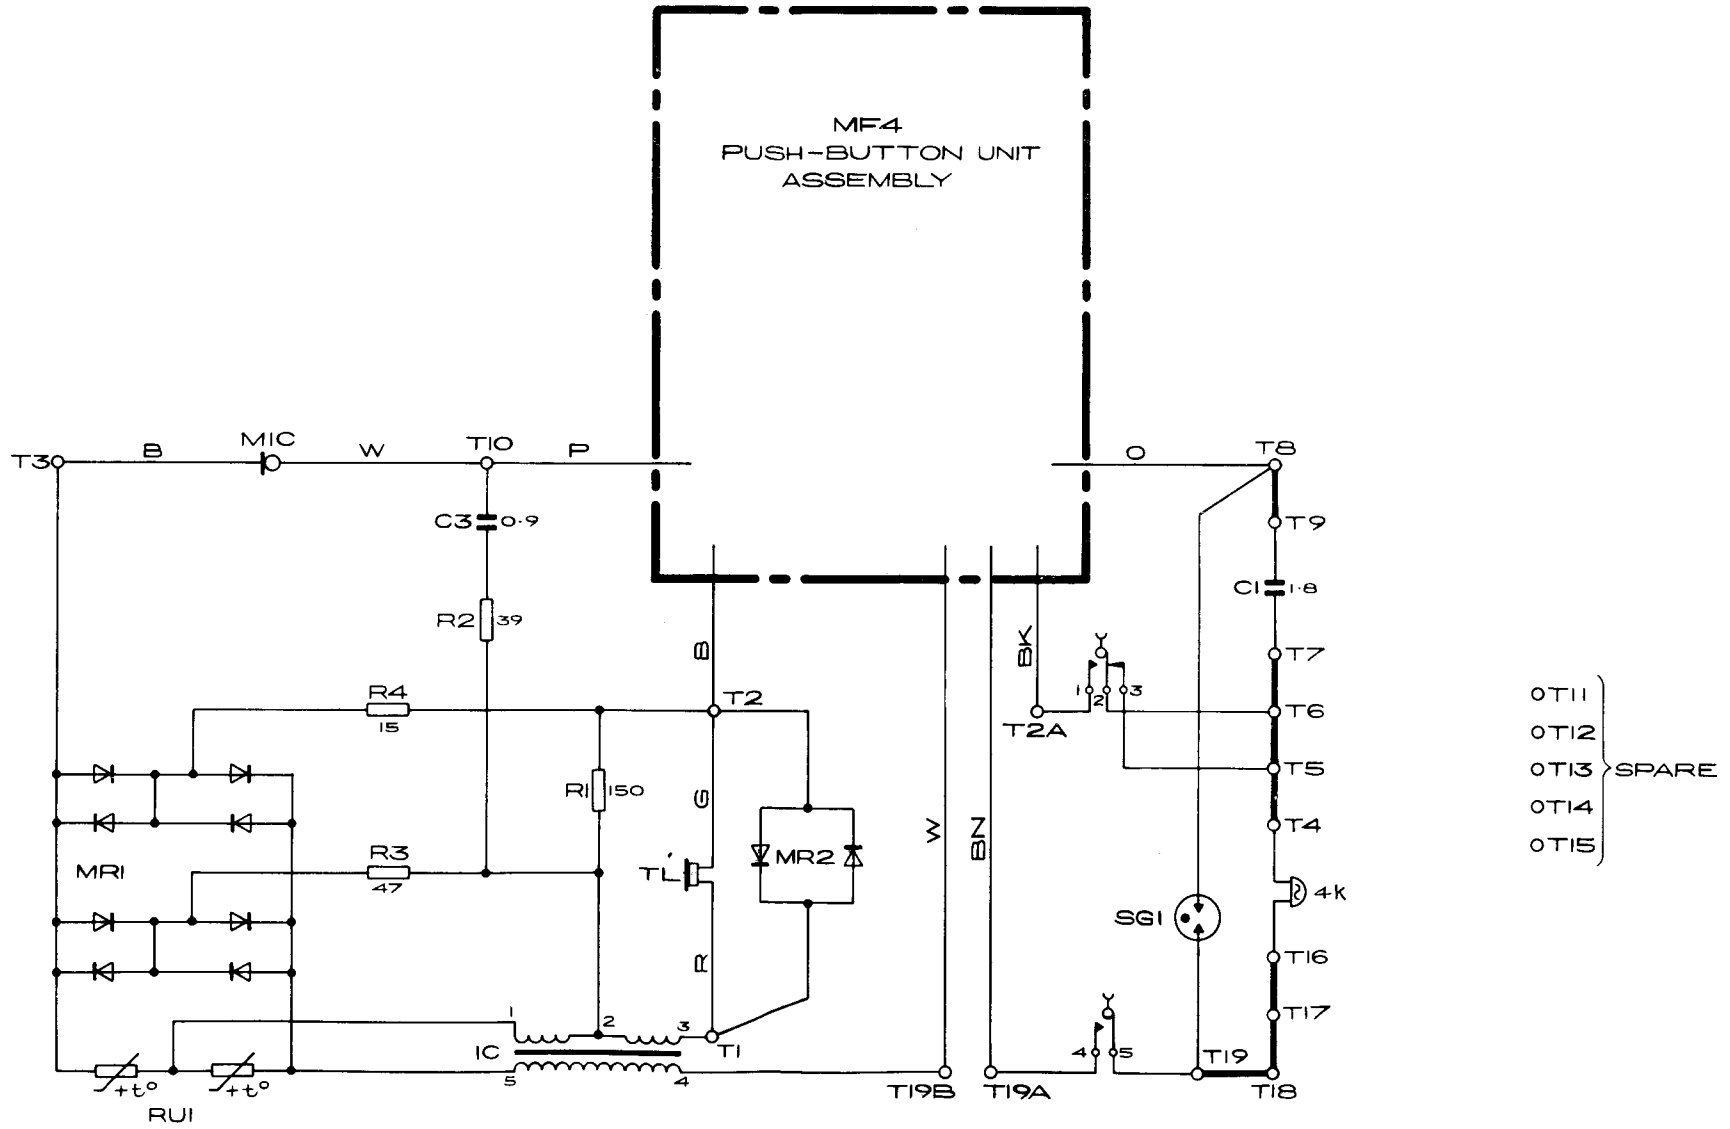 MF4
PUSH-BUTTON UNIT
ASSEMBLY
T3
B
MIC
W
T10
P
O
T8
C3
0·9
T9
C1
1·8
R2
39
B
BK
T7
1
2
3
R4
15
T2
T2A
T6
OT11
OT12
OT13
OT14
OT15
SPARE
T5
R1
150
G
W
BN
T4
MR1
R3
47
TL
MR2
4k
SG1
R
T16
1
2
3
T17
IC
T1
4
5
T19
5
4
T19B
T19A
T18
+t°
+t°
RU1